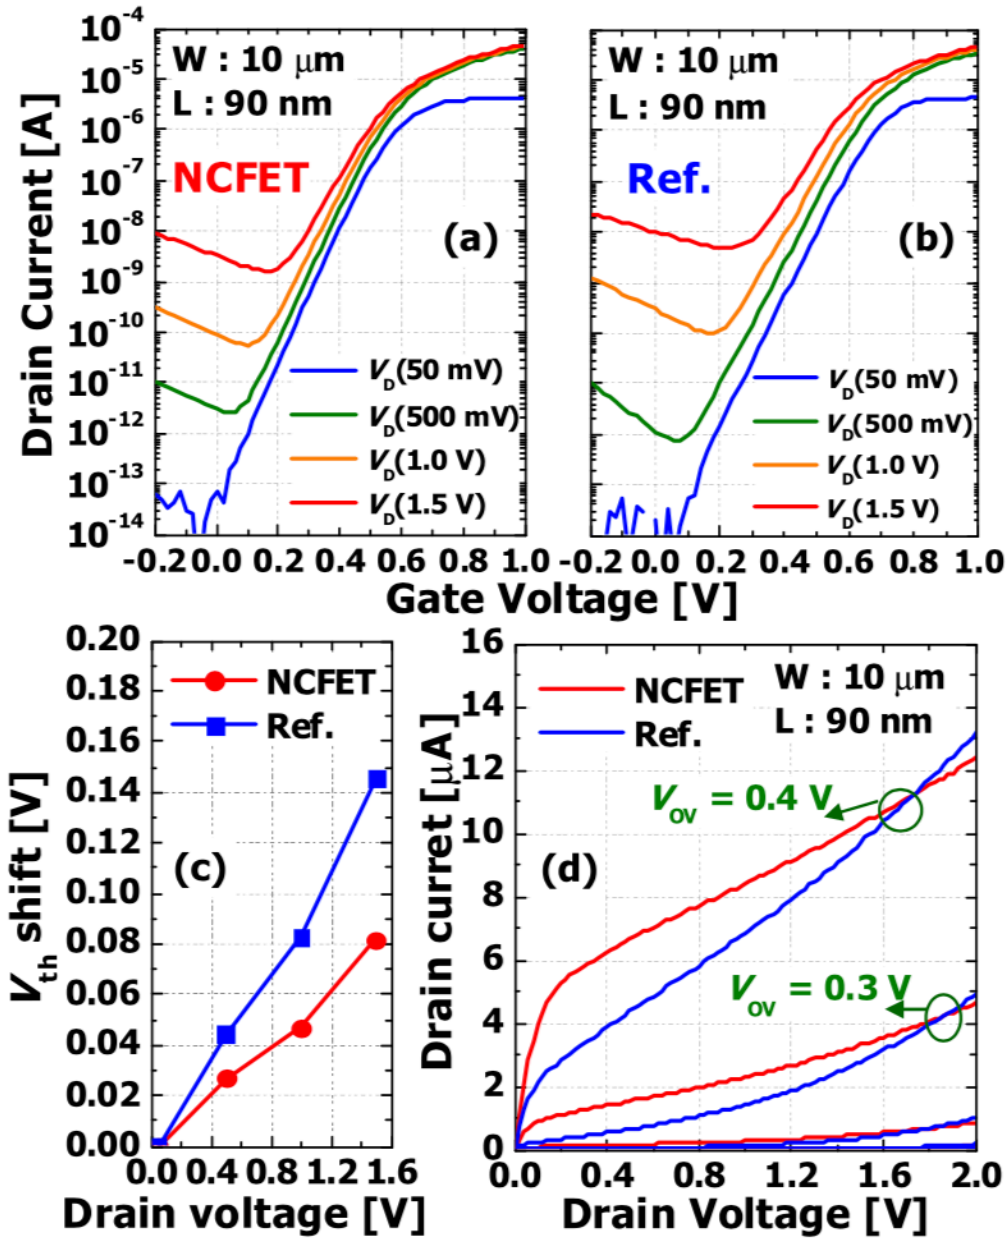 10⁻⁴
10⁻⁵
10⁻⁶
10⁻⁷
10⁻⁸
10⁻⁹
10⁻¹⁰
10⁻¹¹
10⁻¹²
10⁻¹³
10⁻¹⁴
Drain Current [A]
W : 10 μm
L : 90 nm
NCFET
(a)
V_D(50 mV)
V_D(500 mV)
V_D(1.0 V)
V_D(1.5 V)
-0.2 0.0 0.2 0.4 0.6 0.8 1.0
W : 10 μm
L : 90 nm
Ref.
(b)
V_D(50 mV)
V_D(500 mV)
V_D(1.0 V)
V_D(1.5 V)
-0.2 0.0 0.2 0.4 0.6 0.8 1.0
Gate Voltage [V]
0.20
0.18
0.16
0.14
0.12
0.10
0.08
0.06
0.04
0.02
0.00
V_th shift [V]
NCFET
Ref.
(c)
0.0 0.4 0.8 1.2 1.6
Drain voltage [V]
16
14
12
10
8
6
4
2
0
Drain curret [μA]
NCFET
Ref.
W : 10 μm
L : 90 nm
V_OV = 0.4 V
(d)
V_OV = 0.3 V
0.0 0.4 0.8 1.2 1.6 2.0
Drain Voltage [V]